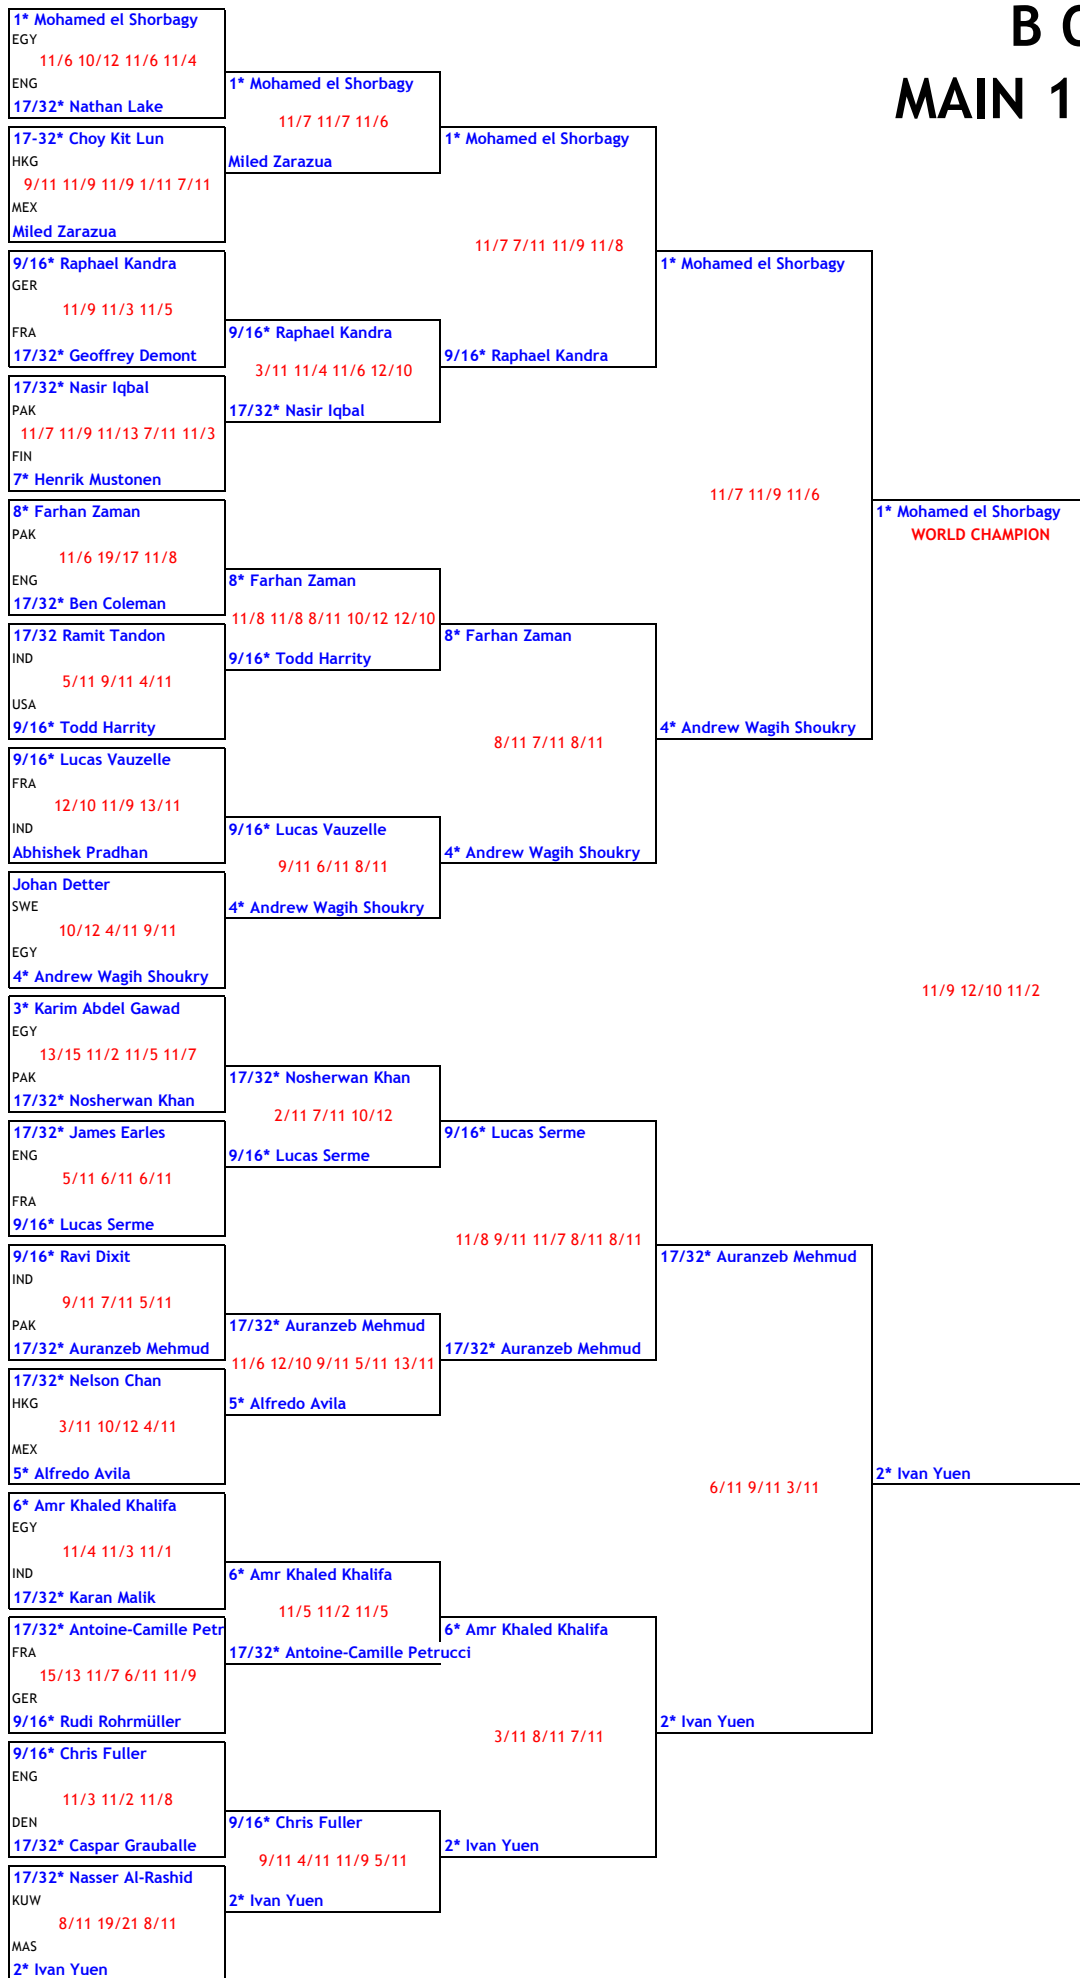 B
MAIN 1
1* Mohamed el Shorbagy
EGY
11/6 10/12 11/6 11/4
ENG
17/32* Nathan Lake
17-32* Choy Kit Lun
HKG
9/11 11/9 11/9 1/11 7/11
MEX
Miled Zarazua
9/16* Raphael Kandra
GER
11/9 11/3 11/5
FRA
17/32* Geoffrey Demont
17/32* Nasir Iqbal
PAK
11/7 11/9 11/13 7/11 11/3
FIN
7* Henrik Mustonen
8* Farhan Zaman
PAK
11/6 19/17 11/8
ENG
17/32* Ben Coleman
17/32 Ramit Tandon
IND
5/11 9/11 4/11
USA
9/16* Todd Harrity
9/16* Lucas Vauzelle
FRA
12/10 11/9 13/11
IND
Abhishek Pradhan
Johan Detter
SWE
10/12 4/11 9/11
EGY
4* Andrew Wagih Shoukry
3* Karim Abdel Gawad
EGY
13/15 11/2 11/5 11/7
PAK
17/32* Nosherwan Khan
17/32* James Earles
ENG
5/11 6/11 6/11
FRA
9/16* Lucas Serme
9/16* Ravi Dixit
IND
9/11 7/11 5/11
PAK
17/32* Auranzeb Mehmud
17/32* Nelson Chan
HKG
3/11 10/12 4/11
MEX
5* Alfredo Avila
6* Amr Khaled Khalifa
EGY
11/4 11/3 11/1
IND
17/32* Karan Malik
17/32* Antoine-Camille Petr
FRA
15/13 11/7 6/11 11/9
GER
9/16* Rudi Rohrmüller
9/16* Chris Fuller
ENG
11/3 11/2 11/8
DEN
17/32* Caspar Grauballe
17/32* Nasser Al-Rashid
KUW
8/11 19/21 8/11
MAS
2* Ivan Yuen
1* Mohamed el Shorbagy
11/7 11/7 11/6
Miled Zarazua
9/16* Raphael Kandra
3/11 11/4 11/6 12/10
17/32* Nasir Iqbal
8* Farhan Zaman
11/8 11/8 8/11 10/12 12/10
9/16* Todd Harrity
9/16* Lucas Vauzelle
9/11 6/11 8/11
4* Andrew Wagih Shoukry
17/32* Nosherwan Khan
2/11 7/11 10/12
9/16* Lucas Serme
17/32* Auranzeb Mehmud
11/6 12/10 9/11 5/11 13/11
5* Alfredo Avila
6* Amr Khaled Khalifa
11/5 11/2 11/5
17/32* Antoine-Camille Petrucci
9/16* Chris Fuller
9/11 4/11 11/9 5/11
2* Ivan Yuen
1* Mohamed el Shorbagy
11/7 7/11 11/9 11/8
9/16* Raphael Kandra
8* Farhan Zaman
8/11 7/11 8/11
4* Andrew Wagih Shoukry
9/16* Lucas Serme
11/8 9/11 11/7 8/11 8/11
17/32* Auranzeb Mehmud
6* Amr Khaled Khalifa
3/11 8/11 7/11
2* Ivan Yuen
1* Mohamed el Shorbagy
11/7 11/9 11/6
4* Andrew Wagih Shoukry
17/32* Auranzeb Mehmud
6/11 9/11 3/11
2* Ivan Yuen
1* Mohamed el Shorbagy
WORLD CHAMPION
11/9 12/10 11/2
2* Ivan Yuen